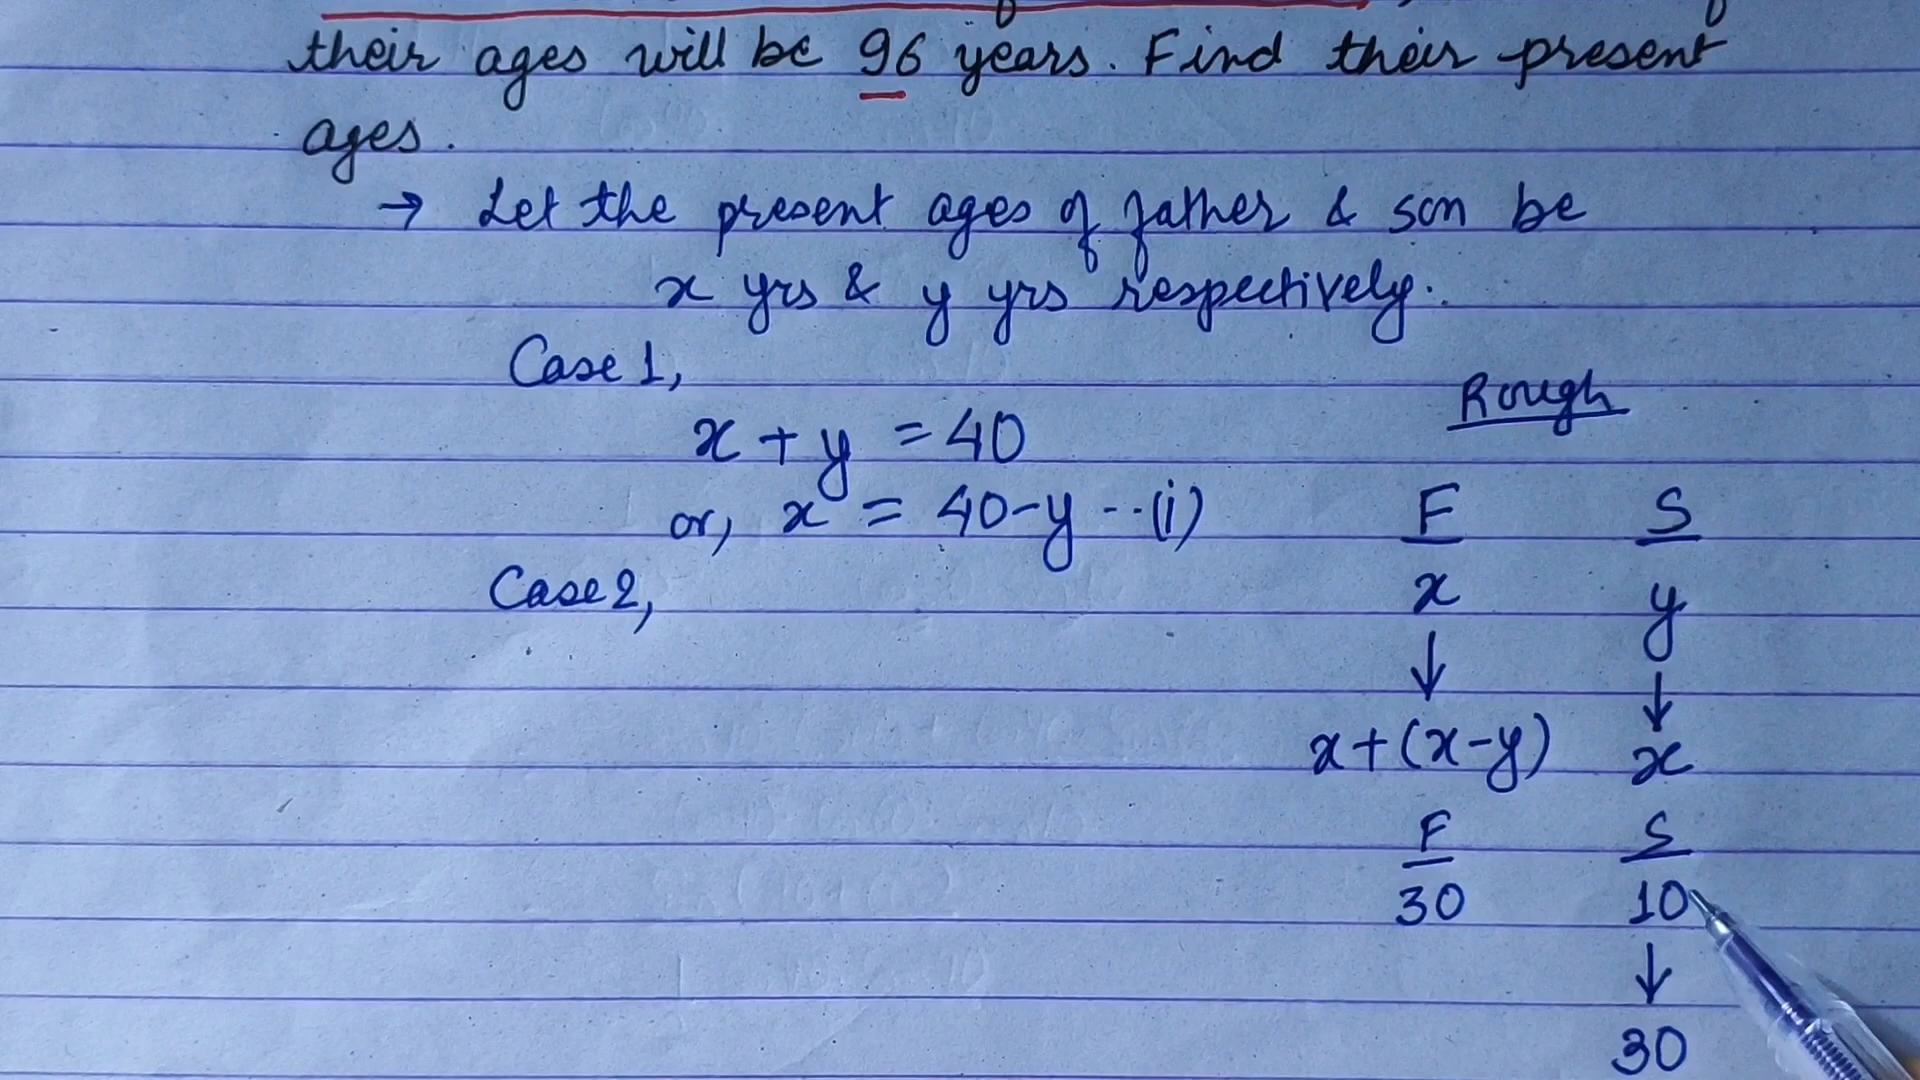 their ages will be 96 years. Find their present
ages.
→ Let the present ages of father & son be
x yrs & y yrs respectively.
Case 1,
x + y = 40
or, x = 40-y --(i)
Case 2,
Rough
F S
x y
↓ ↓
x+(x-y) x
F S
30 10
↓
30